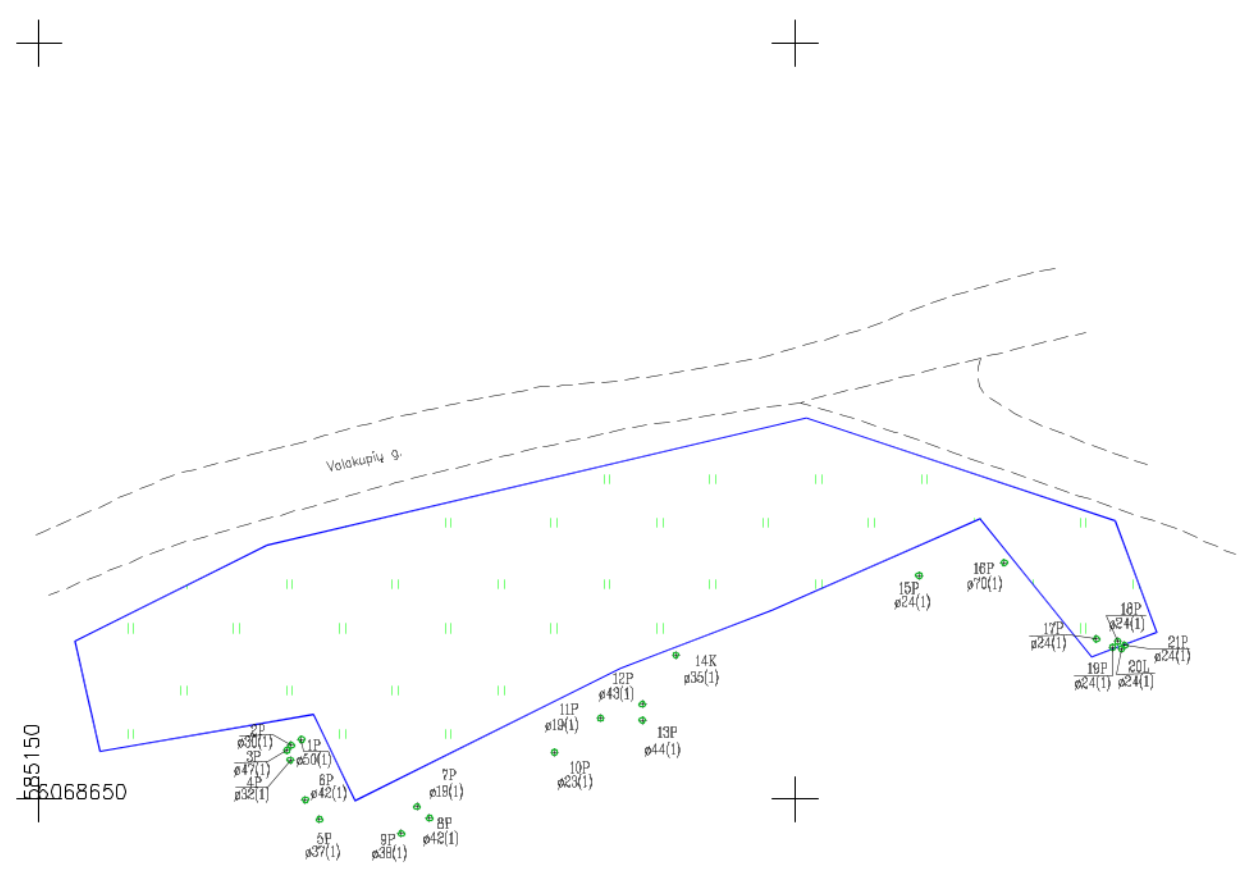 Valakupių g.
16P
ø70(1)
15P
ø24(1)
18P
ø24(1)
17P
ø24(1)
21P
ø24(1)
19P
ø24(1)
20L
ø24(1)
14K
ø35(1)
12P
ø43(1)
11P
ø19(1)
13P
ø44(1)
10P
ø23(1)
2P
ø30(1)
1P
ø50(1)
3P
ø47(1)
4P
ø32(1)
6P
ø42(1)
7P
ø19(1)
8P
ø42(1)
5P
ø37(1)
9P
ø38(1)
585150
6068650